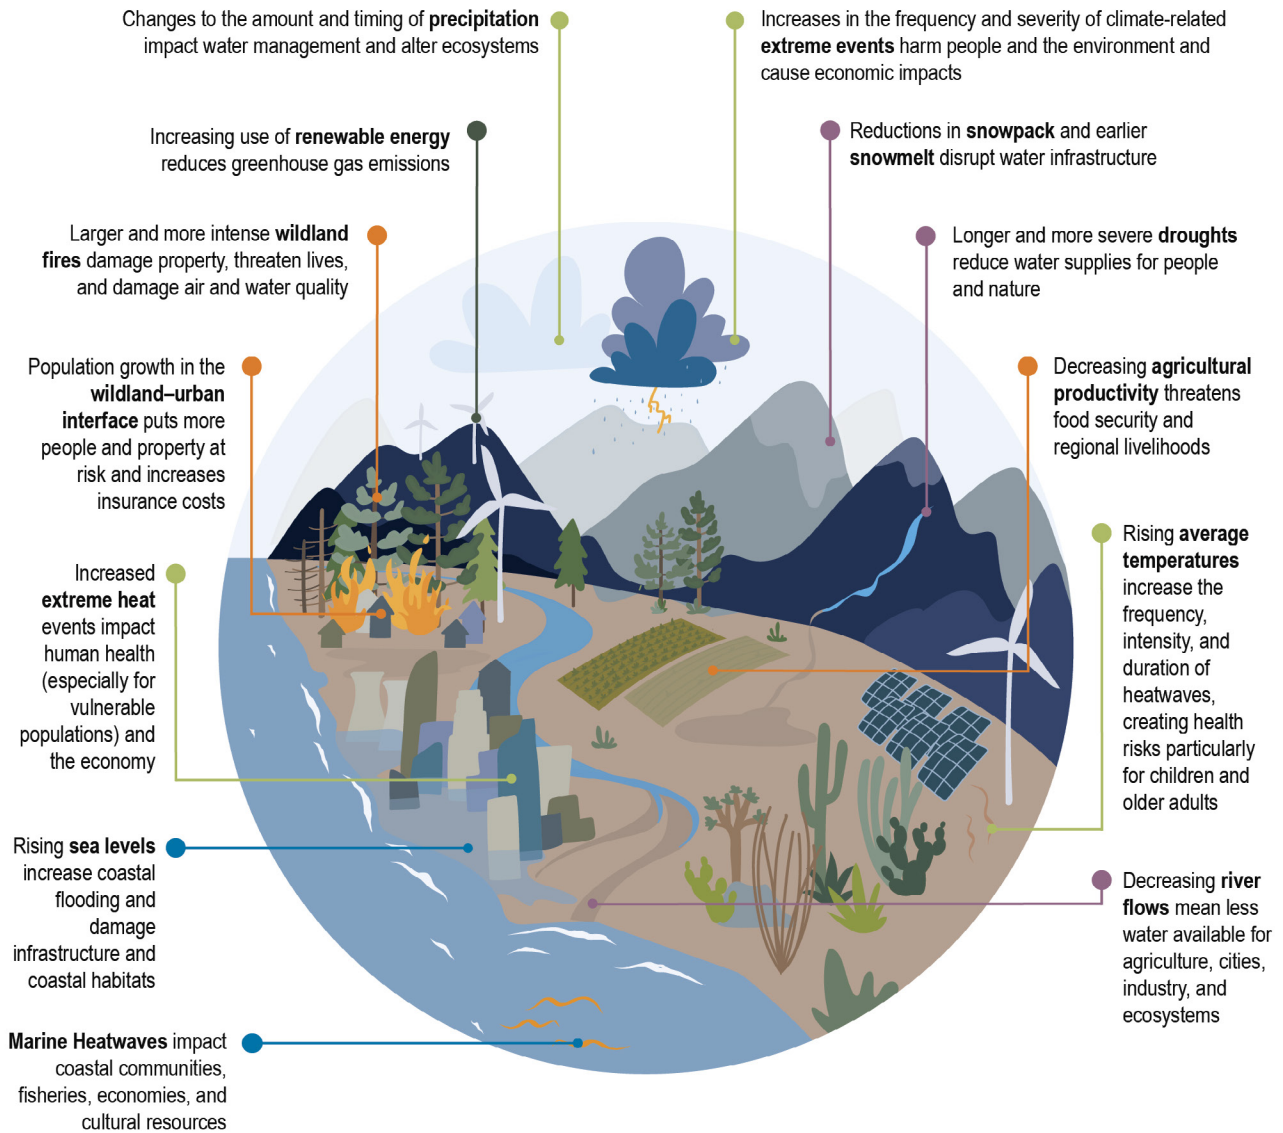 Changes to the amount and timing of precipitation
impact water management and alter ecosystems
Increases in the frequency and severity of climate-related
extreme events harm people and the environment and
cause economic impacts
Increasing use of renewable energy
reduces greenhouse gas emissions
Reductions in snowpack and earlier
snowmelt disrupt water infrastructure
Larger and more intense wildland
fires damage property, threaten lives,
and damage air and water quality
Longer and more severe droughts
reduce water supplies for people
and nature
Population growth in the
wildland–urban
interface puts more
people and property at
risk and increases
insurance costs
Decreasing agricultural
productivity threatens
food security and
regional livelihoods
Increased
extreme heat
events impact
human health
(especially for
vulnerable
populations) and
the economy
Rising average
temperatures
increase the
frequency,
intensity, and
duration of
heatwaves,
creating health
risks particularly
for children and
older adults
Rising sea levels
increase coastal
flooding and
damage
infrastructure and
coastal habitats
Decreasing river
flows mean less
water available for
agriculture, cities,
industry, and
ecosystems
Marine Heatwaves impact
coastal communities,
fisheries, economies, and
cultural resources